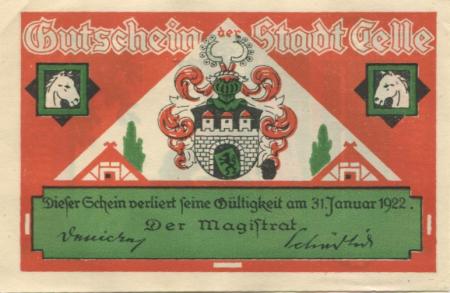 Gutschein der Stadt Celle
Dieser Schein verliert seine Gültigkeit am 31. Januar 1922.
Der Magistrat